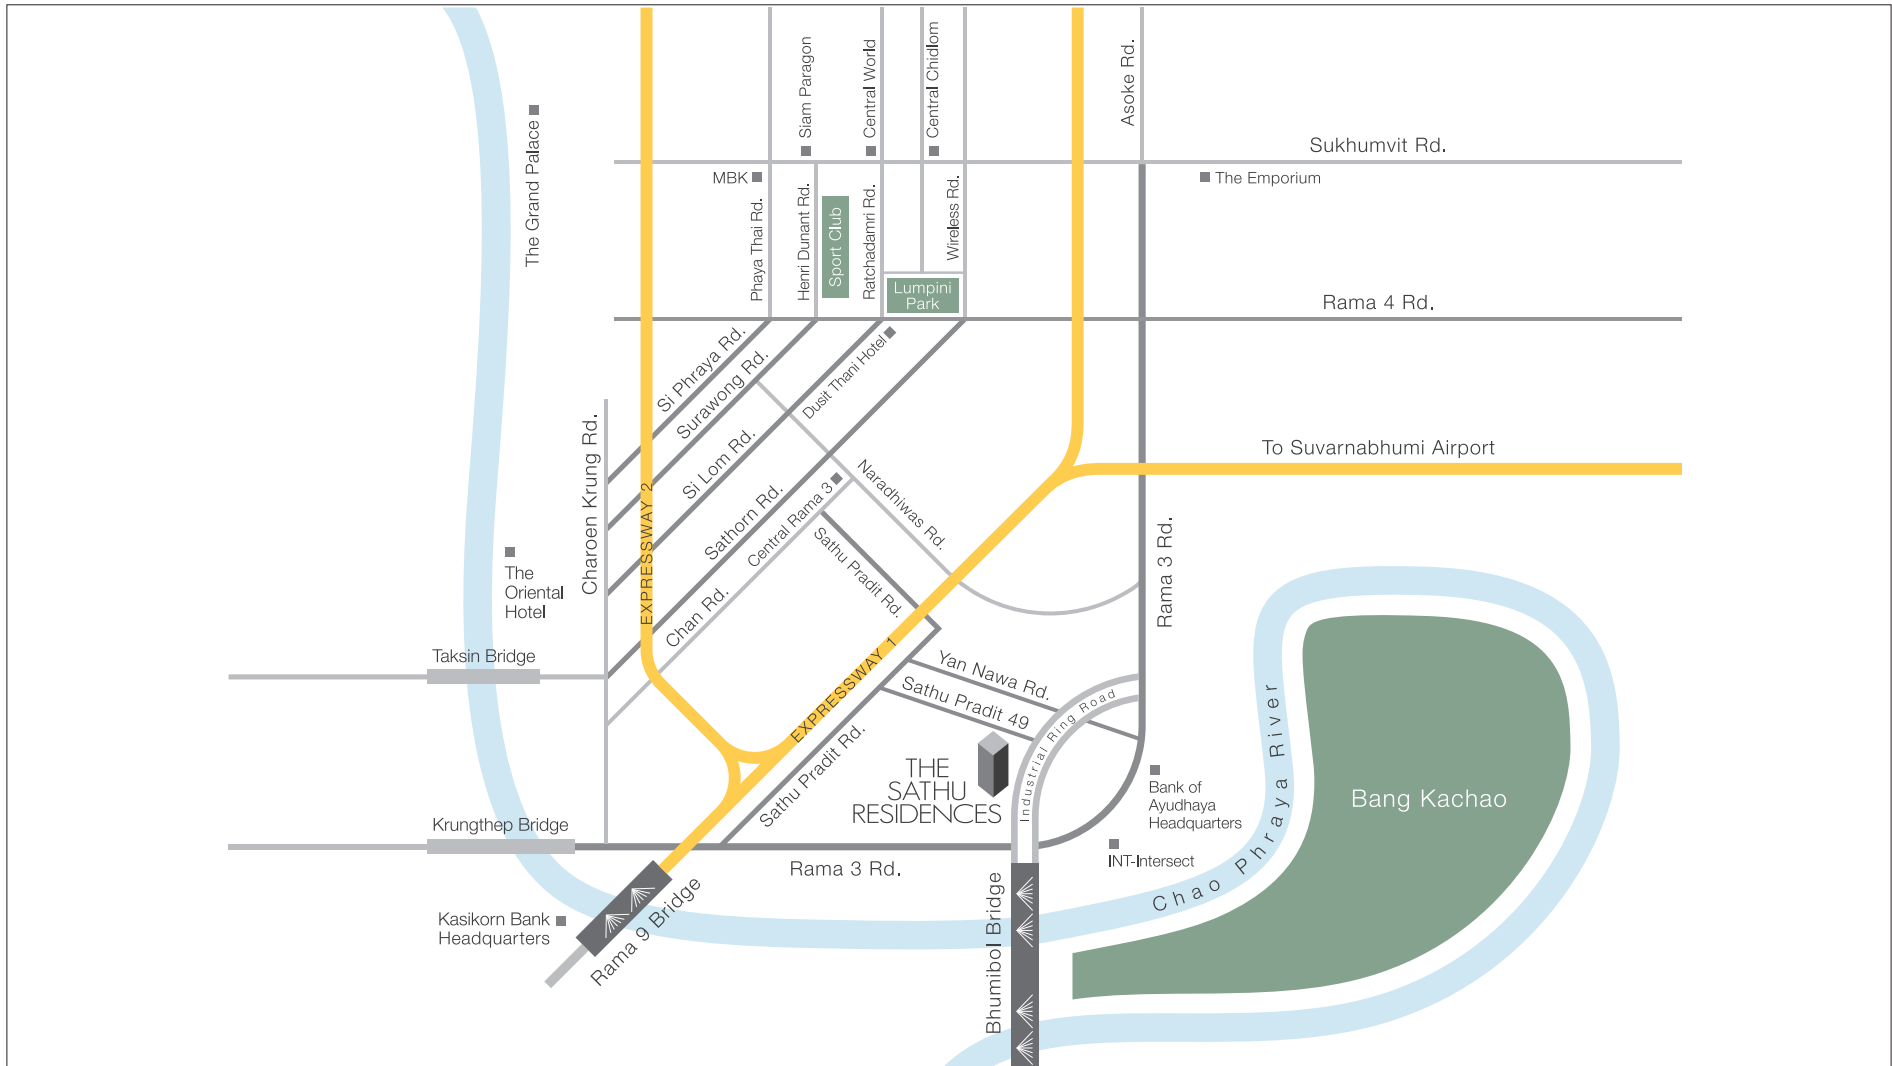 The Grand Palace
Siam Paragon
Central World
Central Chidlom
Asoke Rd.
Sukhumvit Rd.
MBK
The Emporium
Phaya Thai Rd.
Henri Dunant Rd.
Sport Club
Ratchadamri Rd.
Wireless Rd.
Lumpini
Park
Rama 4 Rd.
Si Phraya Rd.
Surawong Rd.
Si Lom Rd.
Dusit Thani Hotel
Sathorn Rd.
Central Rama 3
Naradhiwas Rd.
To Suvarnabhumi Airport
Charoen Krung Rd.
EXPRESSWAY 2
Sathu Pradit Rd.
Rama 3 Rd.
The
Oriental
Hotel
Chan Rd.
Taksin Bridge
EXPRESSWAY 1
Yan Nawa Rd.
Sathu Pradit 49
Industrial Ring Road
Sathu Pradit Rd.
THE
SATHU
RESIDENCES
Bank of
Ayudhaya
Headquarters
Chao Phraya River
Bang Kachao
Krungthep Bridge
INT-Intersect
Rama 3 Rd.
Kasikorn Bank
Headquarters
Rama 9 Bridge
Bhumibol Bridge